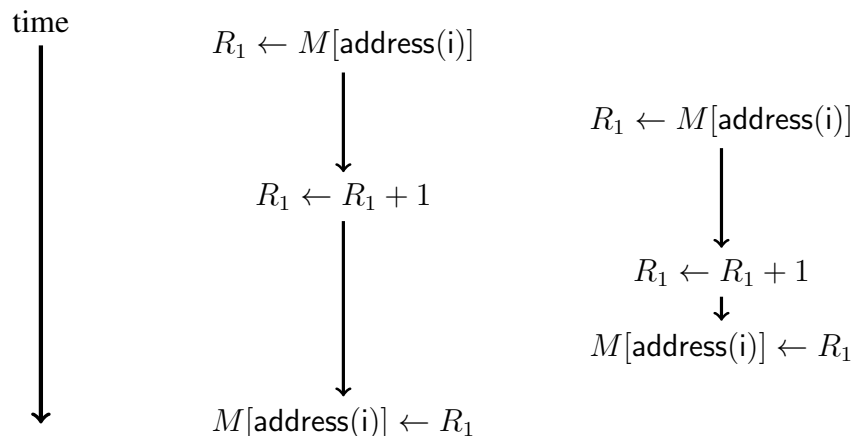 time
R₁ ← M[address(i)]
R₁ ← M[address(i)]
R₁ ← R₁ + 1
R₁ ← R₁ + 1
M[address(i)] ← R₁
M[address(i)] ← R₁